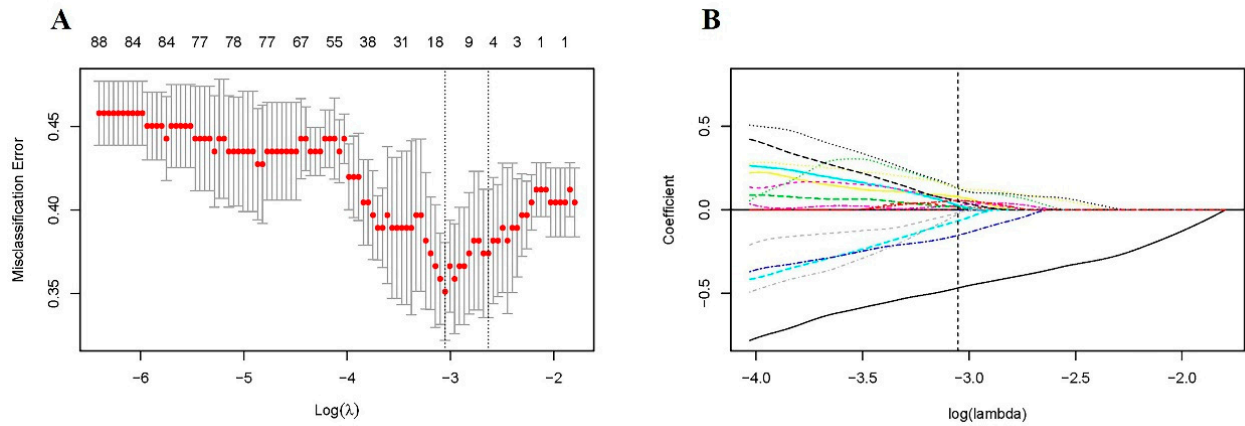 A
88 84 84 77 78 77 67 55 38 31 18 9 4 3 1 1
Misclassification Error
0.45
0.40
0.35
−6 −5 −4 −3 −2
Log(λ)
B
Coefficient
0.5
0.0
−0.5
−4.0 −3.5 −3.0 −2.5 −2.0
log(lambda)